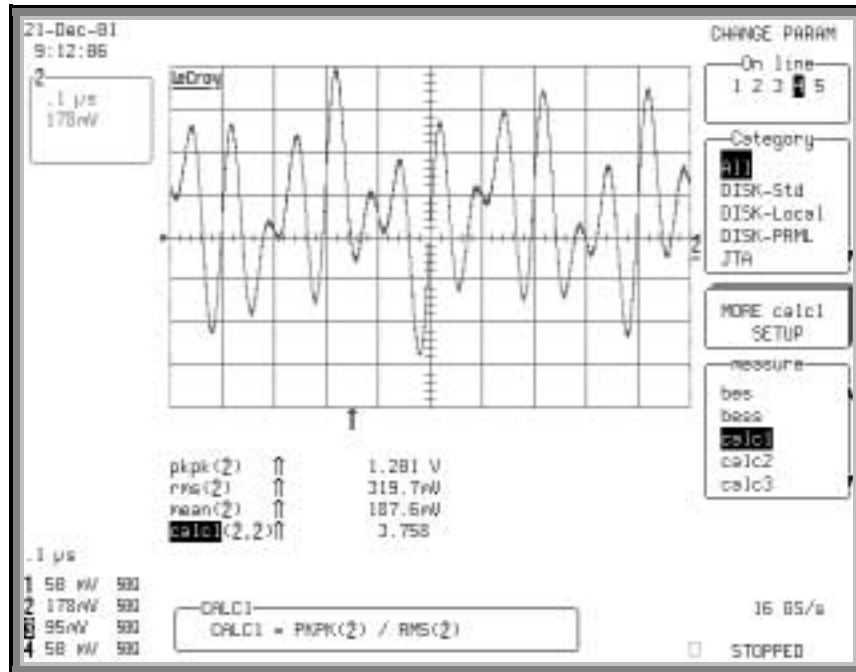 21-Dec-81
9:12:06
2
.1 µs
178mV
LeCroy
CHANGE PARAM
On line
1 2 3 4 5
Category
All
DISK-Std
DISK-Local
DISK-PRML
JTA
MORE calc1
SETUP
measure
bes
bess
calc1
calc2
calc3
pkpk(2) ⇑ 1.281 V
rms(2) ⇑ 319.7mV
mean(2) ⇑ 187.6mV
calc1(2,2)⇑ 3.758
.1 µs
1 50 mV 50Ω
2 178mV 50Ω
3 95mV 50Ω
4 50 mV 50Ω
CALC1
CALC1 = PKPK(2) / RMS(2)
16 GS/s
STOPPED